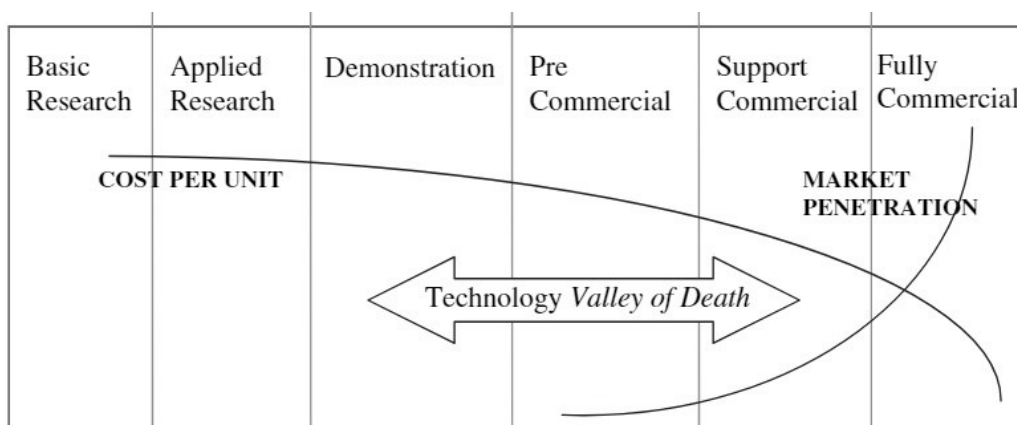 Basic
Research
Applied
Research
Demonstration
Pre
Commercial
Support
Commercial
Fully
Commercial
COST PER UNIT
MARKET
PENETRATION
Technology Valley of Death